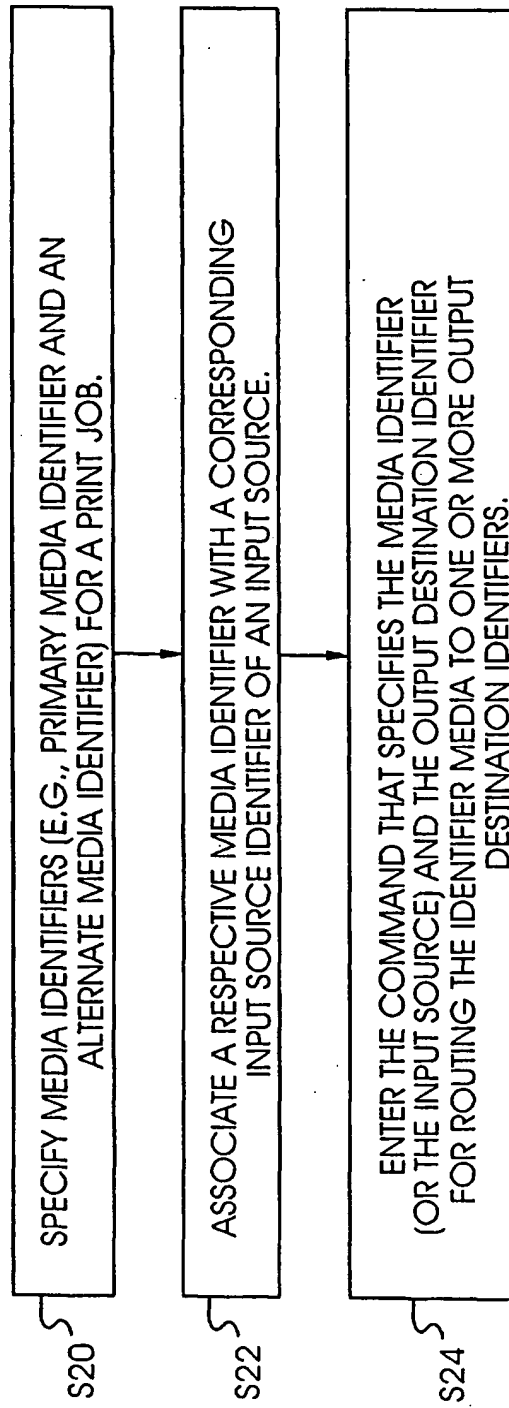 SPECIFY MEDIA IDENTIFIERS (E.G., PRIMARY MEDIA IDENTIFIER AND AN
ALTERNATE MEDIA IDENTIFIER) FOR A PRINT JOB.
S20
ASSOCIATE A RESPECTIVE MEDIA IDENTIFIER WITH A CORRESPONDING
INPUT SOURCE IDENTIFIER OF AN INPUT SOURCE.
S22
ENTER THE COMMAND THAT SPECIFIES THE MEDIA IDENTIFIER
(OR THE INPUT SOURCE) AND THE OUTPUT DESTINATION IDENTIFIER
FOR ROUTING THE IDENTIFIER MEDIA TO ONE OR MORE OUTPUT
DESTINATION IDENTIFIERS.
S24